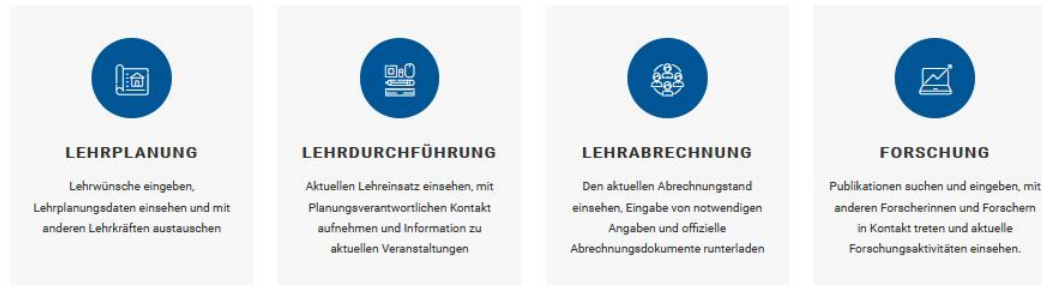 LEHRPLANUNG
Lehrwünsche eingeben,
Lehrplanungsdaten einsehen und mit
anderen Lehrkräften austauschen
LEHRDURCHFÜHRUNG
Aktuellen Lehreinsatz einsehen, mit
Planungsverantwortlichen Kontakt
aufnehmen und Information zu
aktuellen Veranstaltungen
LEHRABRECHNUNG
Den aktuellen Abrechnungstand
einsehen, Eingabe von notwendigen
Angaben und offizielle
Abrechnungsdokumente runterladen
FORSCHUNG
Publikationen suchen und eingeben, mit
anderen Forscherinnen und Forschern
in Kontakt treten und aktuelle
Forschungsaktivitäten einsehen.